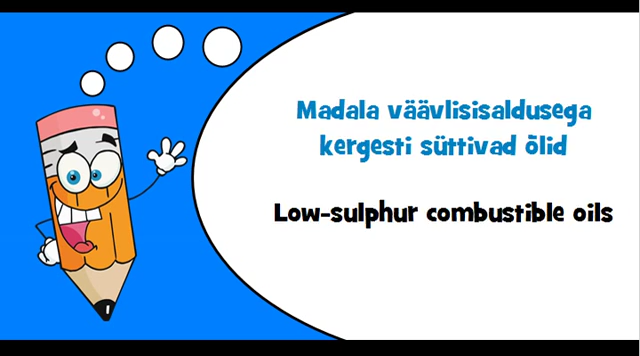 Madala väävlisisaldusega
kergesti süttivad õlid
Low-sulphur combustible oils